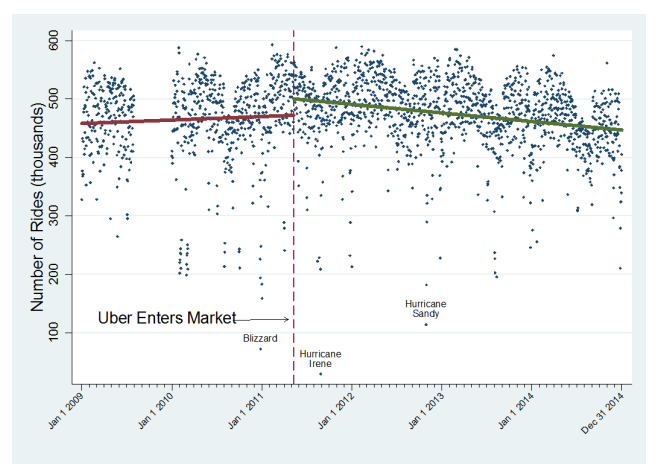 Number of Rides (thousands)
600
500
400
300
200
100
Uber Enters Market
Blizzard
Hurricane
Irene
Hurricane
Sandy
Jan 1 2009
Jan 1 2010
Jan 1 2011
Jan 1 2012
Jan 1 2013
Jan 1 2014
Dec 31 2014